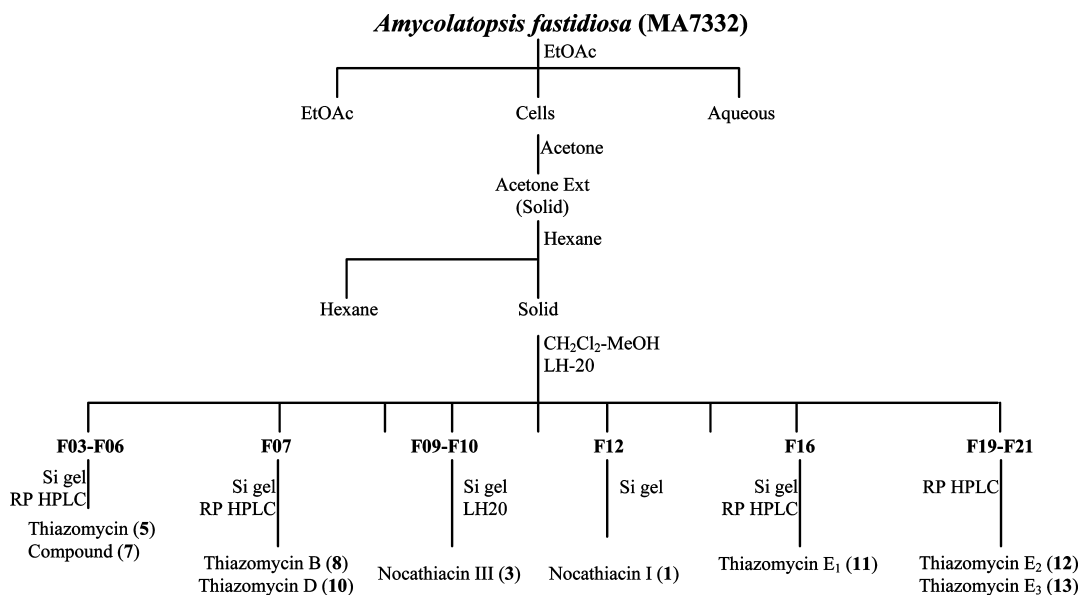 Amycolatopsis fastidiosa (MA7332)
EtOAc
EtOAc
Cells
Aqueous
Acetone
Acetone Ext
(Solid)
Hexane
Hexane
Solid
CH₂Cl₂-MeOH
LH-20
F03-F06
F07
F09-F10
F12
F16
F19-F21
Si gel
RP HPLC
Si gel
RP HPLC
Si gel
LH20
Si gel
Si gel
RP HPLC
RP HPLC
Thiazomycin (5)
Compound (7)
Thiazomycin B (8)
Thiazomycin D (10)
Nocathiacin III (3)
Nocathiacin I (1)
Thiazomycin E₁ (11)
Thiazomycin E₂ (12)
Thiazomycin E₃ (13)